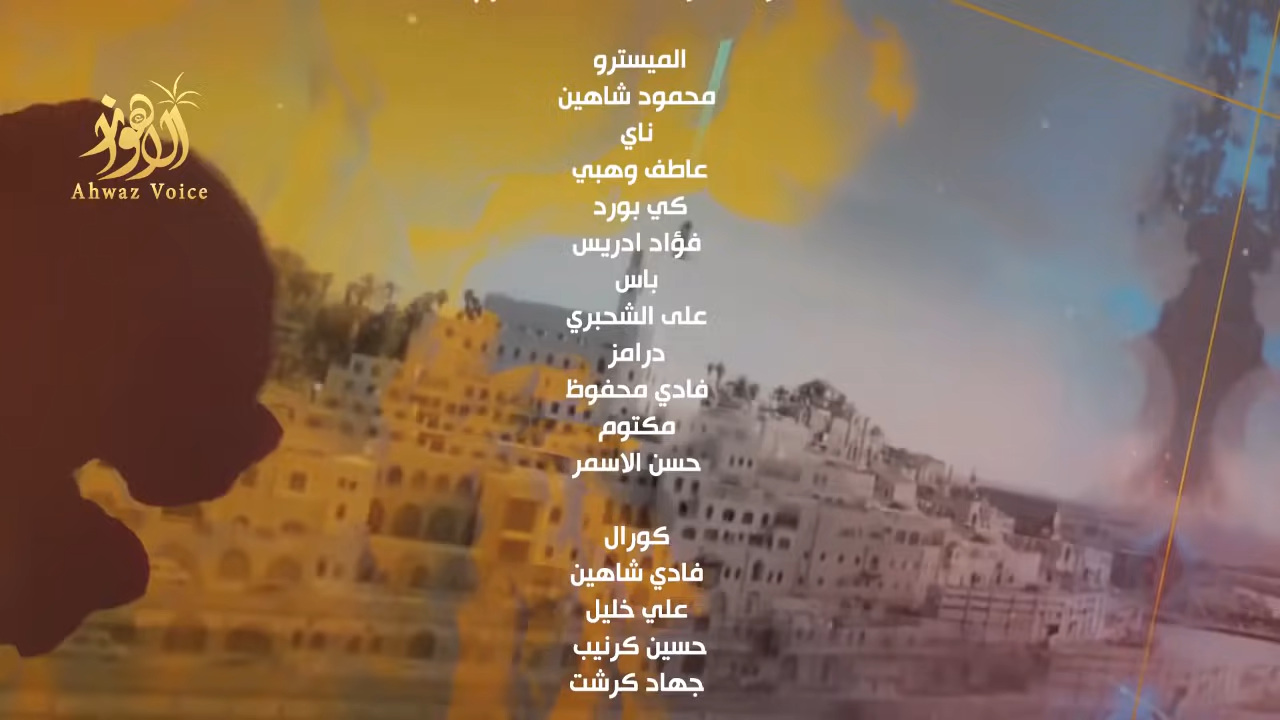 الميسترو
محمود شاهين
ناي
عاطف وهبي
كي بورد
فؤاد ادريس
باس
على الشحبري
درامز
فادي محفوظ
مكتوم
حسن الاسمر
كورال
فادي شاهين
علي خليل
حسين كرنيب
جهاد كرشت
الاهواز
Ahwaz Voice